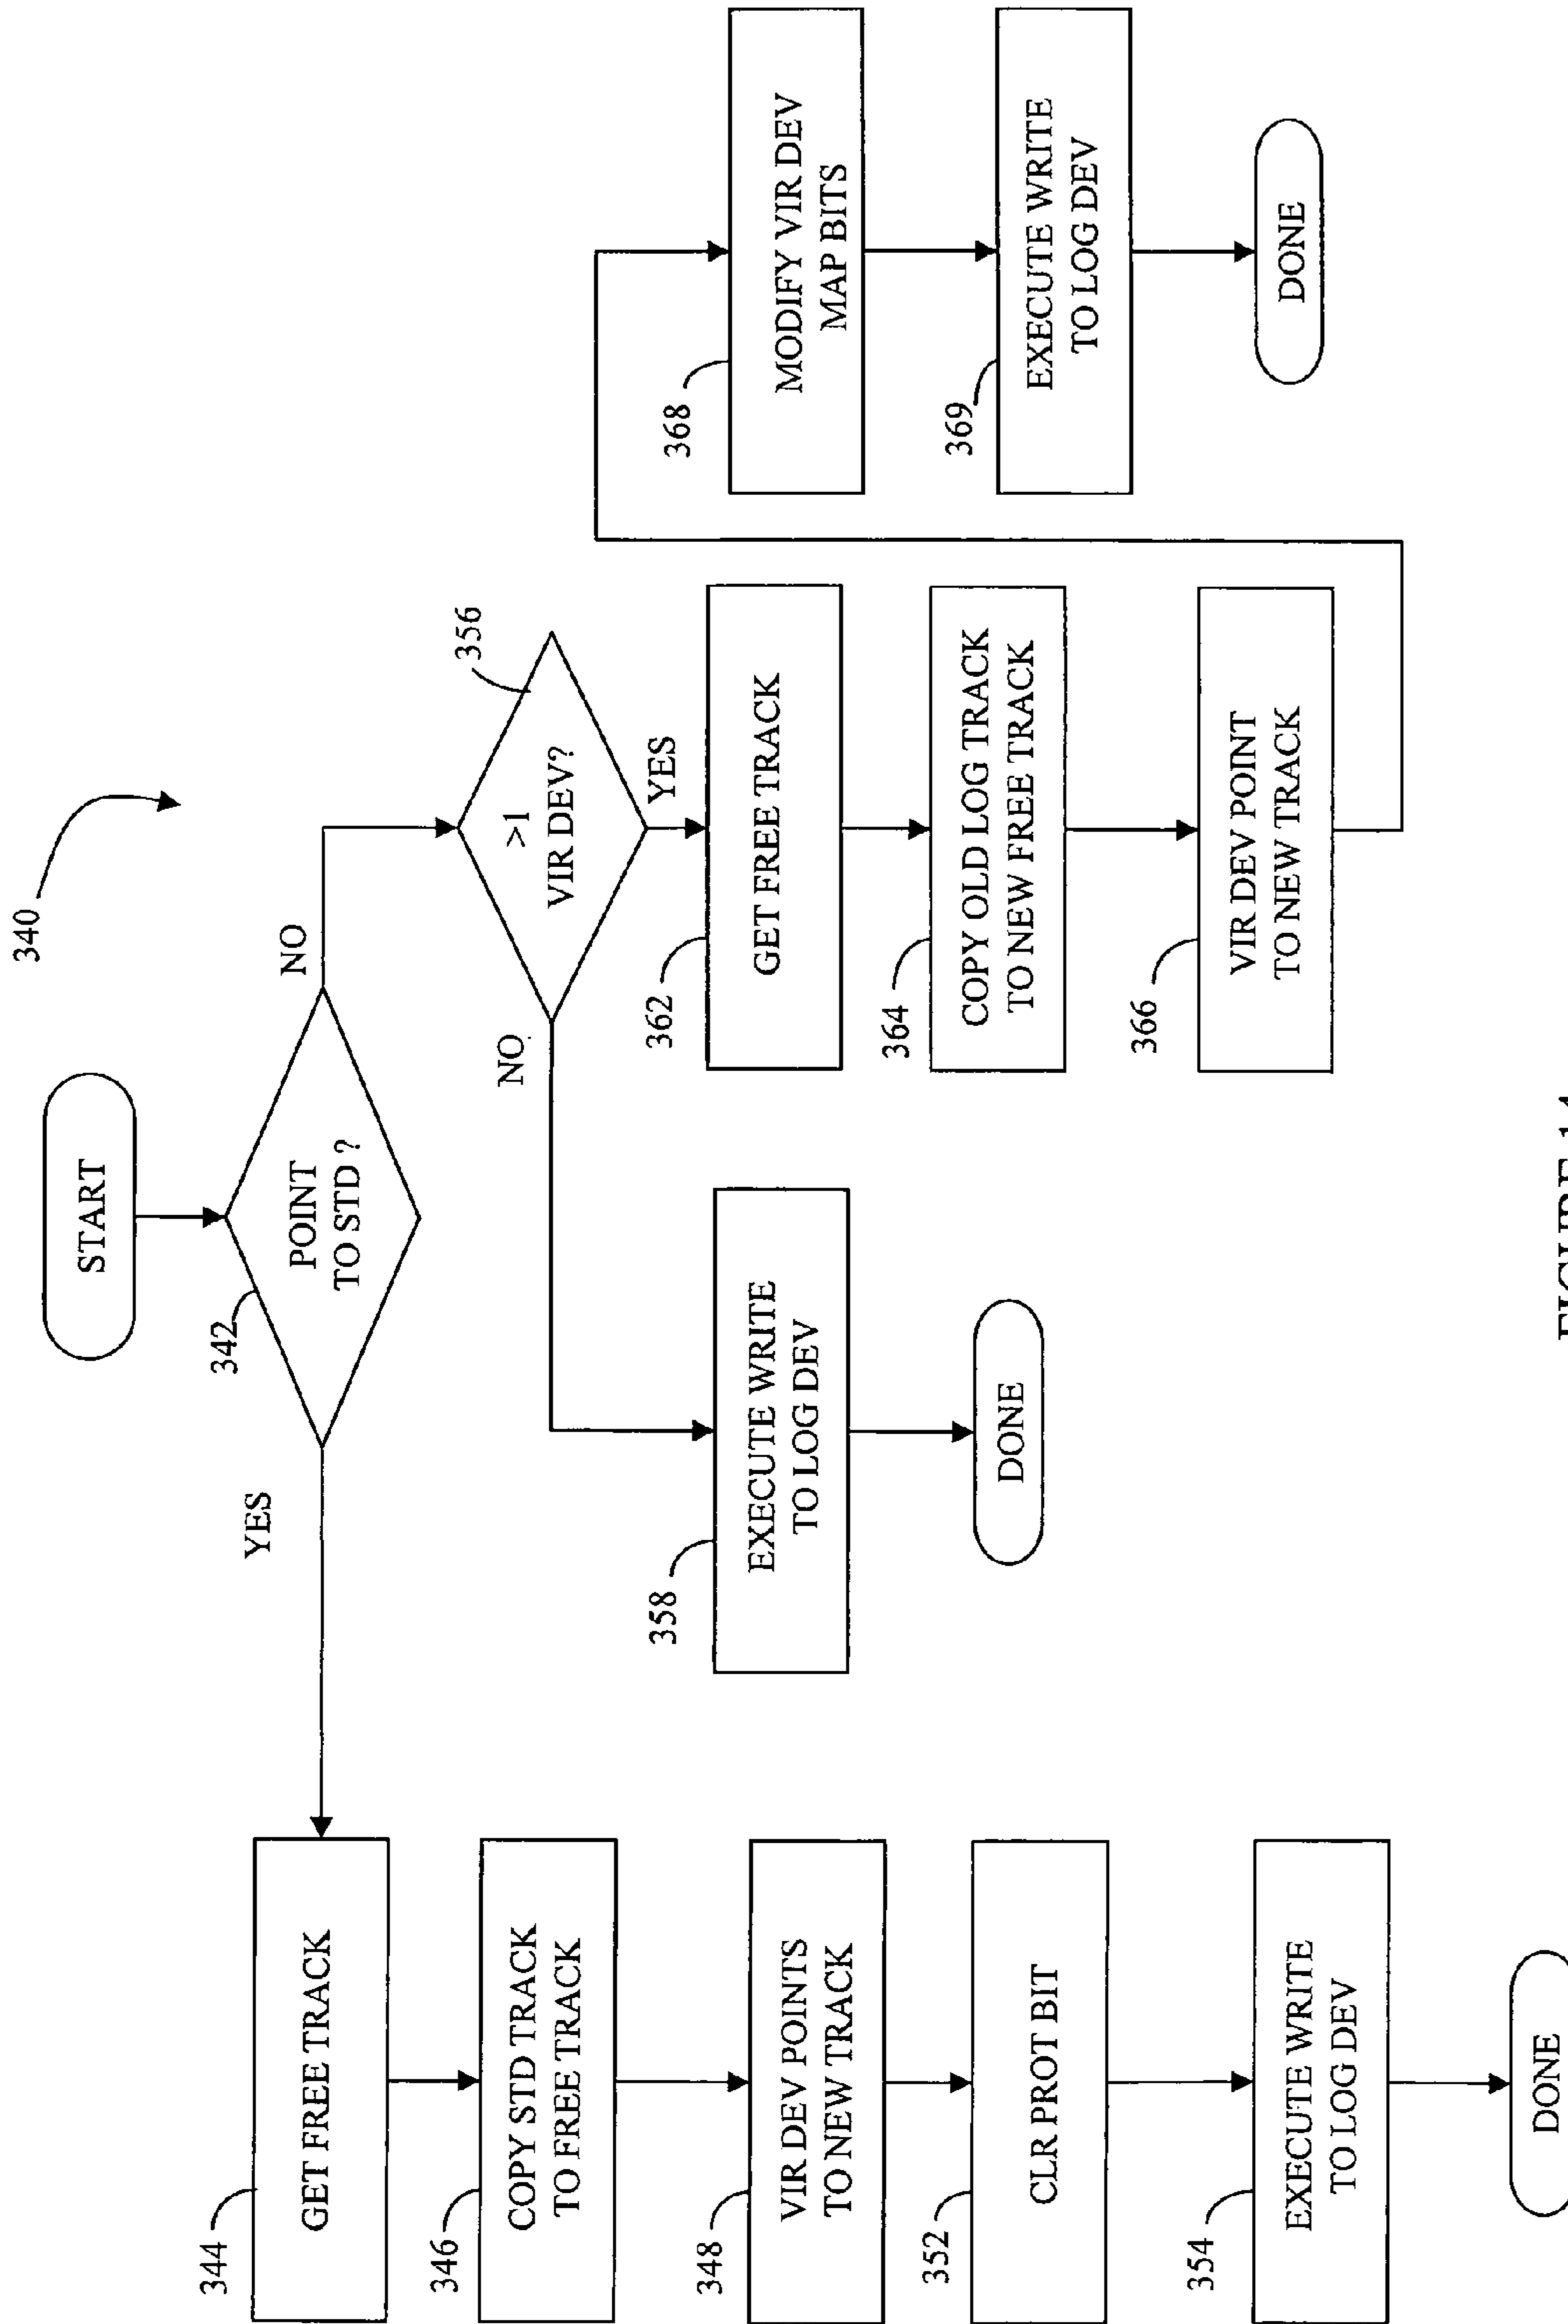 340
START
342
POINT
TO STD ?
YES
NO
344
GET FREE TRACK
346
COPY STD TRACK
TO FREE TRACK
348
VIR DEV POINTS
TO NEW TRACK
352
CLR PROT BIT
354
EXECUTE WRITE
TO LOG DEV
DONE
356
>1
VIR DEV?
NO
YES
358
EXECUTE WRITE
TO LOG DEV
DONE
362
GET FREE TRACK
364
COPY OLD LOG TRACK
TO NEW FREE TRACK
366
VIR DEV POINT
TO NEW TRACK
368
MODIFY VIR DEV
MAP BITS
369
EXECUTE WRITE
TO LOG DEV
DONE
FIGURE 14